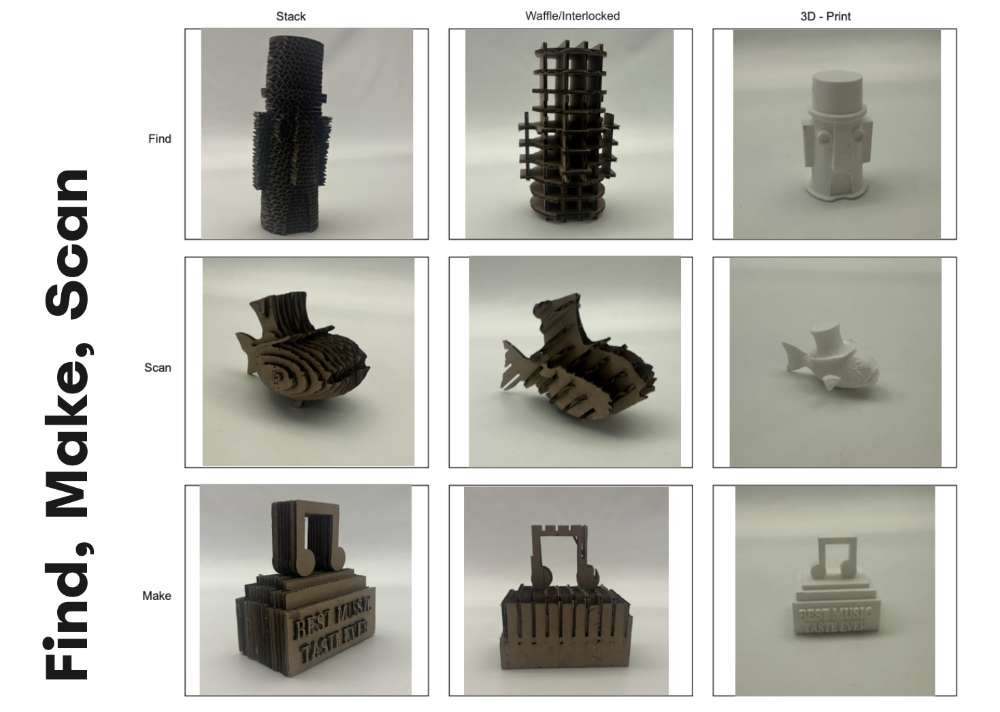 Find, Make, Scan
Stack
Waffle/Interlocked
3D - Print
Find
Scan
Make
BEST MUSIC
TASTE EVER
BEST MUSIC
TASTE EVER